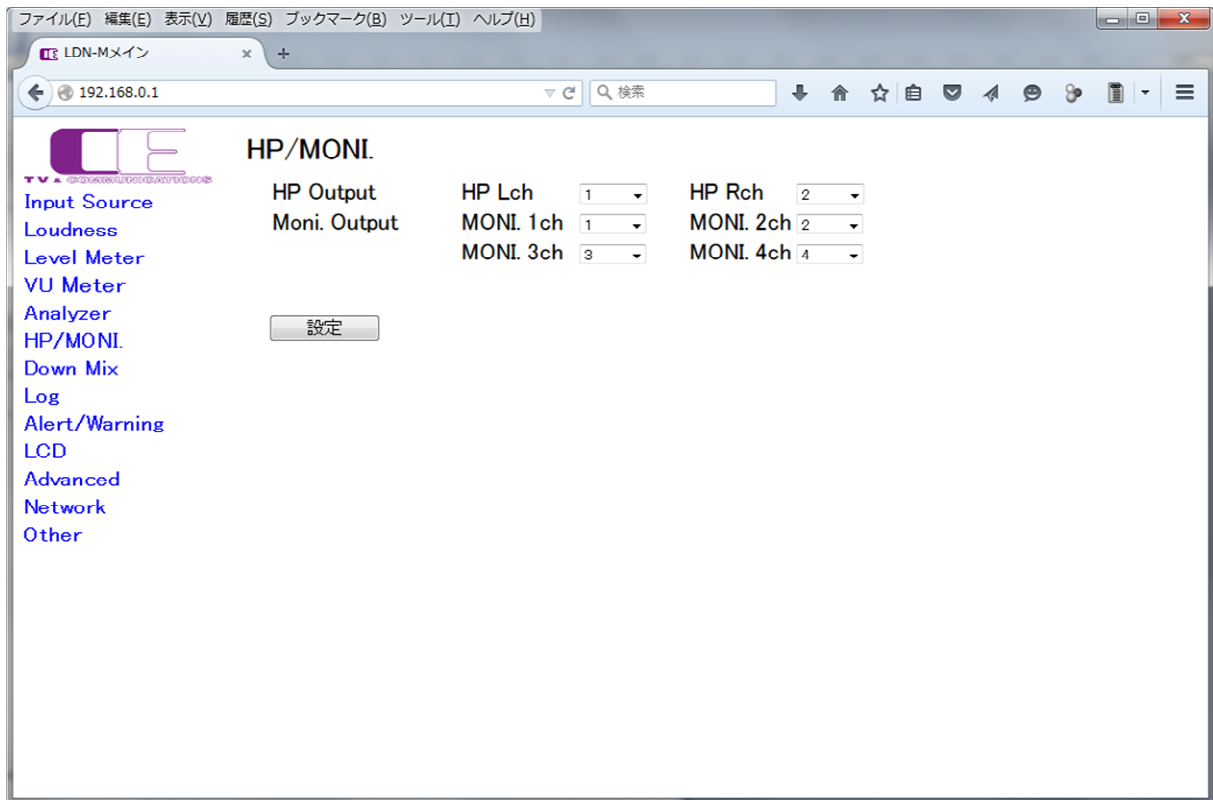 ファイル(F) 編集(E) 表示(V) 履歴(S) ブックマーク(B) ツール(T) ヘルプ(H)
LDN-Mメイン
192.168.0.1
検索
TV & COMMUNICATIONS
HP/MONI.
HP Output HP Lch 1 HP Rch 2
Moni. Output MONI. 1ch 1 MONI. 2ch 2
MONI. 3ch 3 MONI. 4ch 4
設定
Input Source
Loudness
Level Meter
VU Meter
Analyzer
HP/MONI.
Down Mix
Log
Alert/Warning
LCD
Advanced
Network
Other